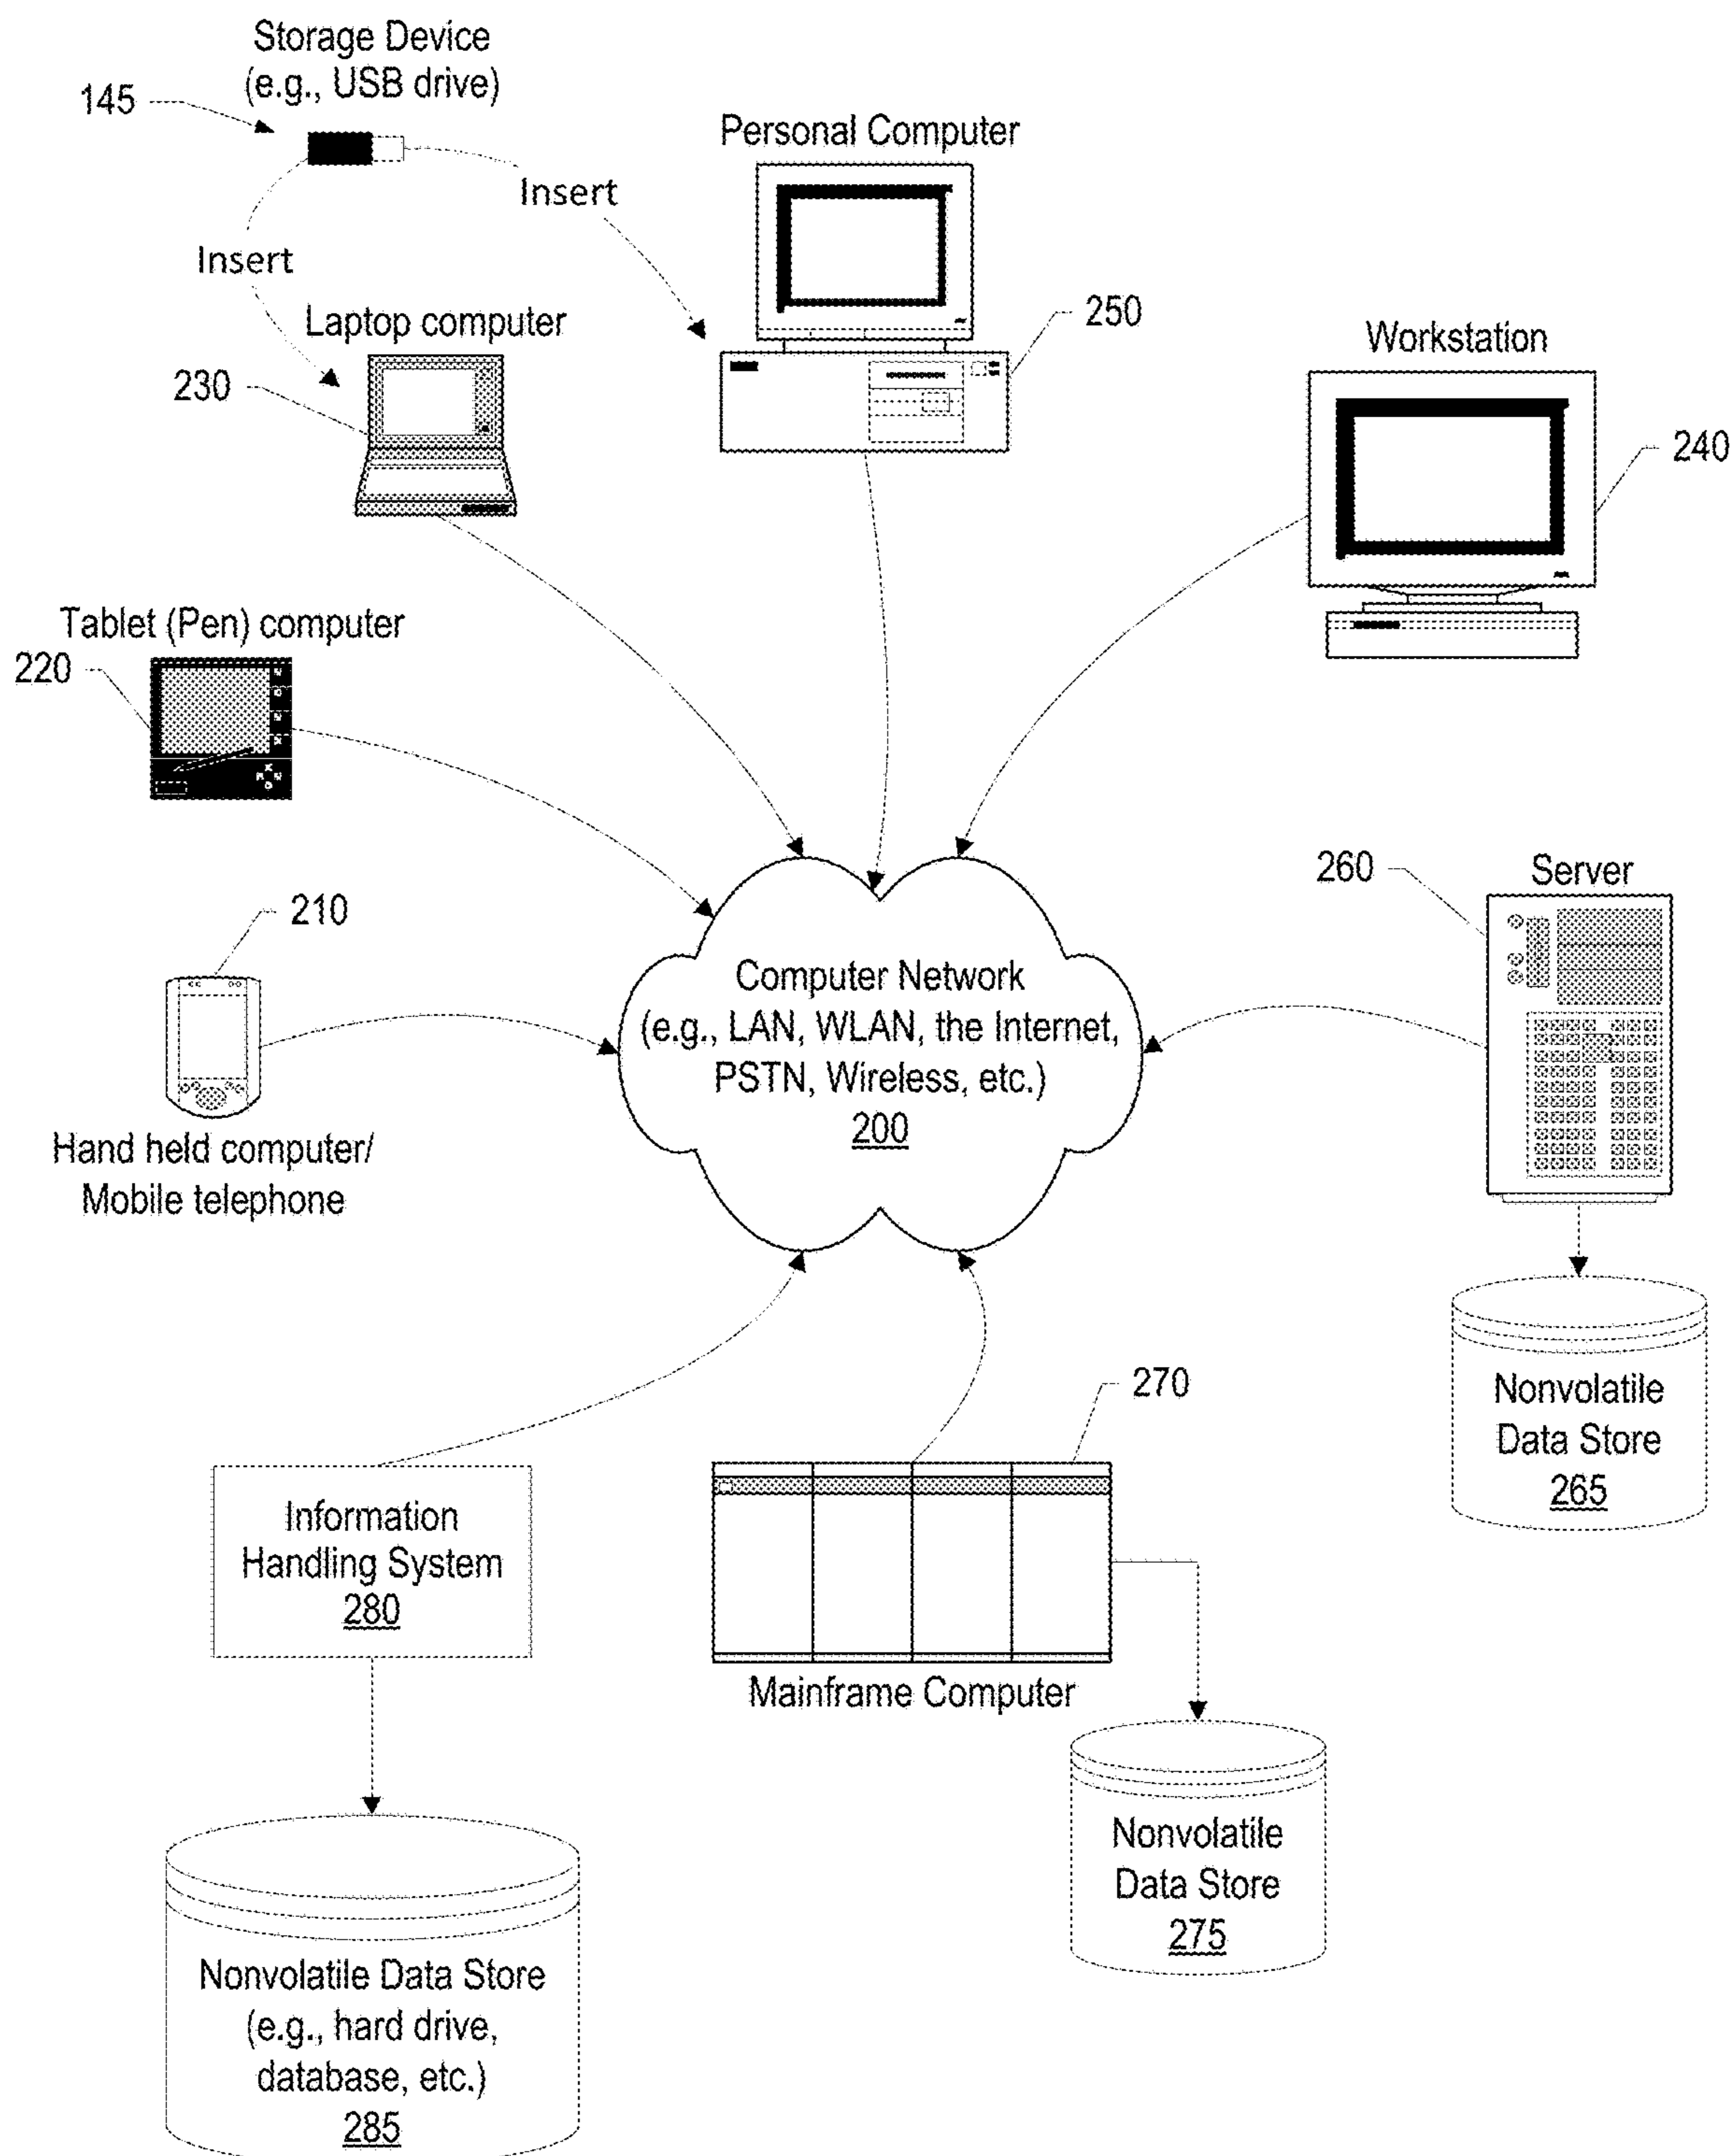 Storage Device
(e.g., USB drive)
145
Personal Computer
Insert
Insert
Laptop computer
250
Workstation
230
240
Tablet (Pen) computer
220
260
Server
210
Computer Network
(e.g., LAN, WLAN, the Internet,
PSTN, Wireless, etc.)
200
Hand held computer/
Mobile telephone
270
Nonvolatile
Data Store
265
Information
Handling System
280
Mainframe Computer
Nonvolatile
Data Store
275
Nonvolatile Data Store
(e.g., hard drive,
database, etc.)
285